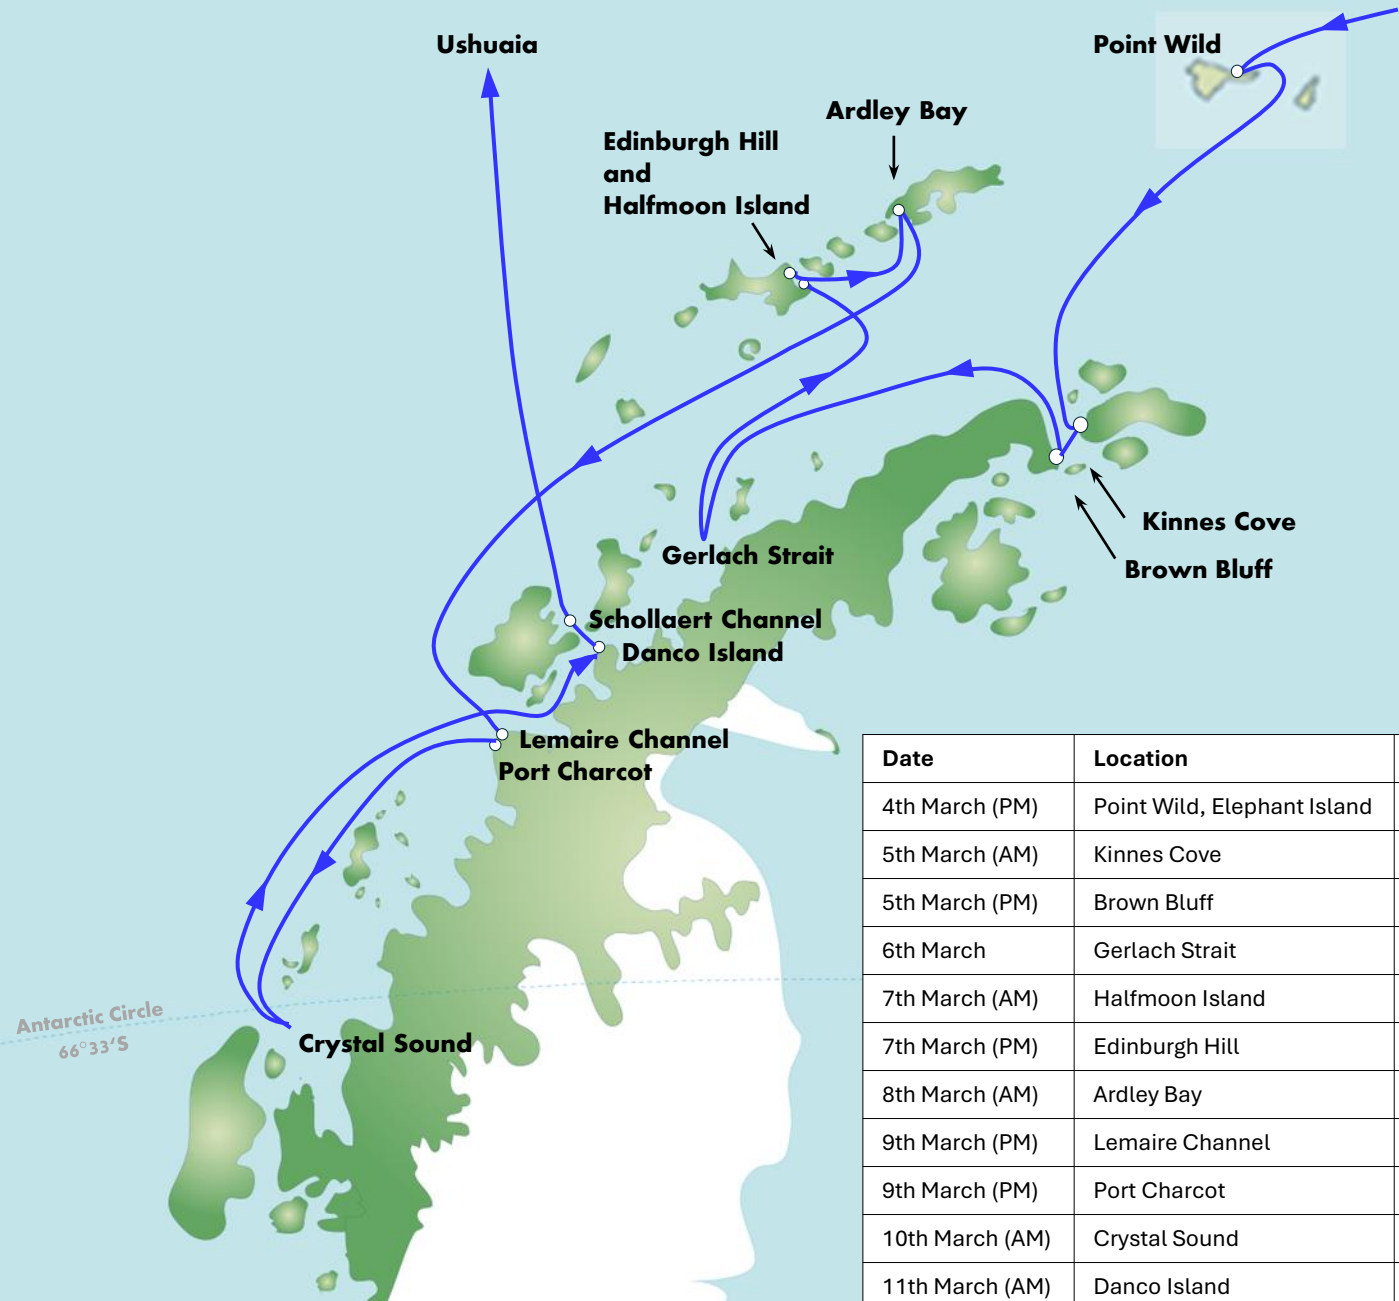 Ushuaia
Point Wild
Ardley Bay
Edinburgh Hill
and
Halfmoon Island
Kinnes Cove
Gerlach Strait
Brown Bluff
Schollaert Channel
Danco Island
Lemaire Channel
Port Charcot
Antarctic Circle
66°33'S
Crystal Sound
Date Location
4th March (PM) Point Wild, Elephant Island
5th March (AM) Kinnes Cove
5th March (PM) Brown Bluff
6th March Gerlach Strait
7th March (AM) Halfmoon Island
7th March (PM) Edinburgh Hill
8th March (AM) Ardley Bay
9th March (PM) Lemaire Channel
9th March (PM) Port Charcot
10th March (AM) Crystal Sound
11th March (AM) Danco Island